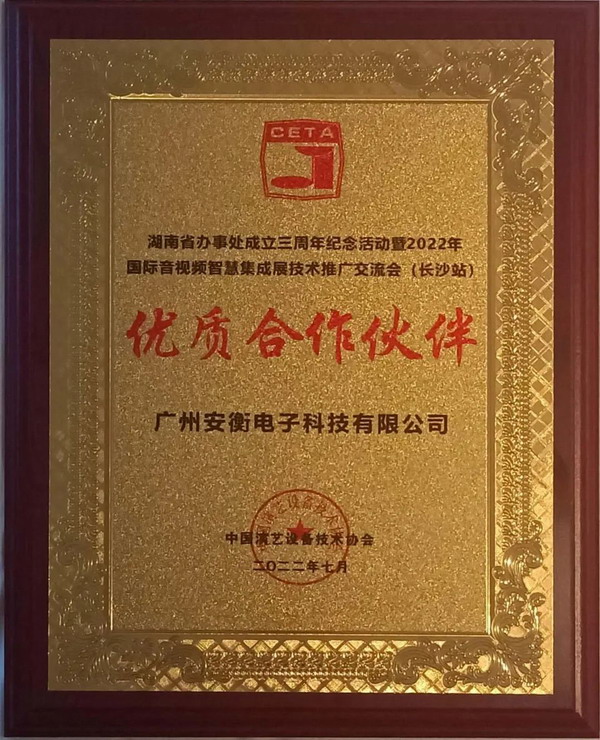 CETA
湖南省办事处成立三周年纪念活动暨2022年
国际音视频智慧集成展技术推广交流会（长沙站）
优质合作伙伴
广州安衡电子科技有限公司
中国演艺设备技术协会
二〇二二年七月